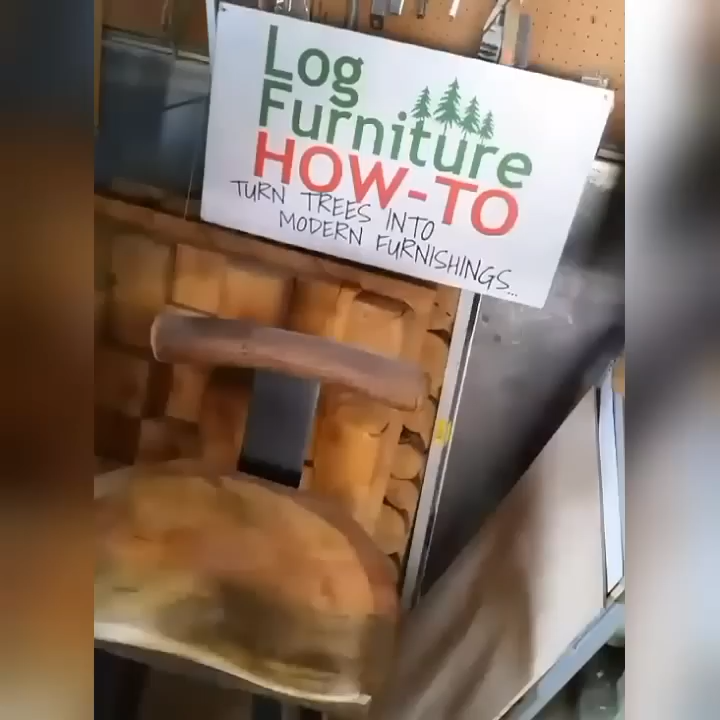 Log
Furniture
HOW-TO
TURN TREES INTO
MODERN FURNISHINGS...